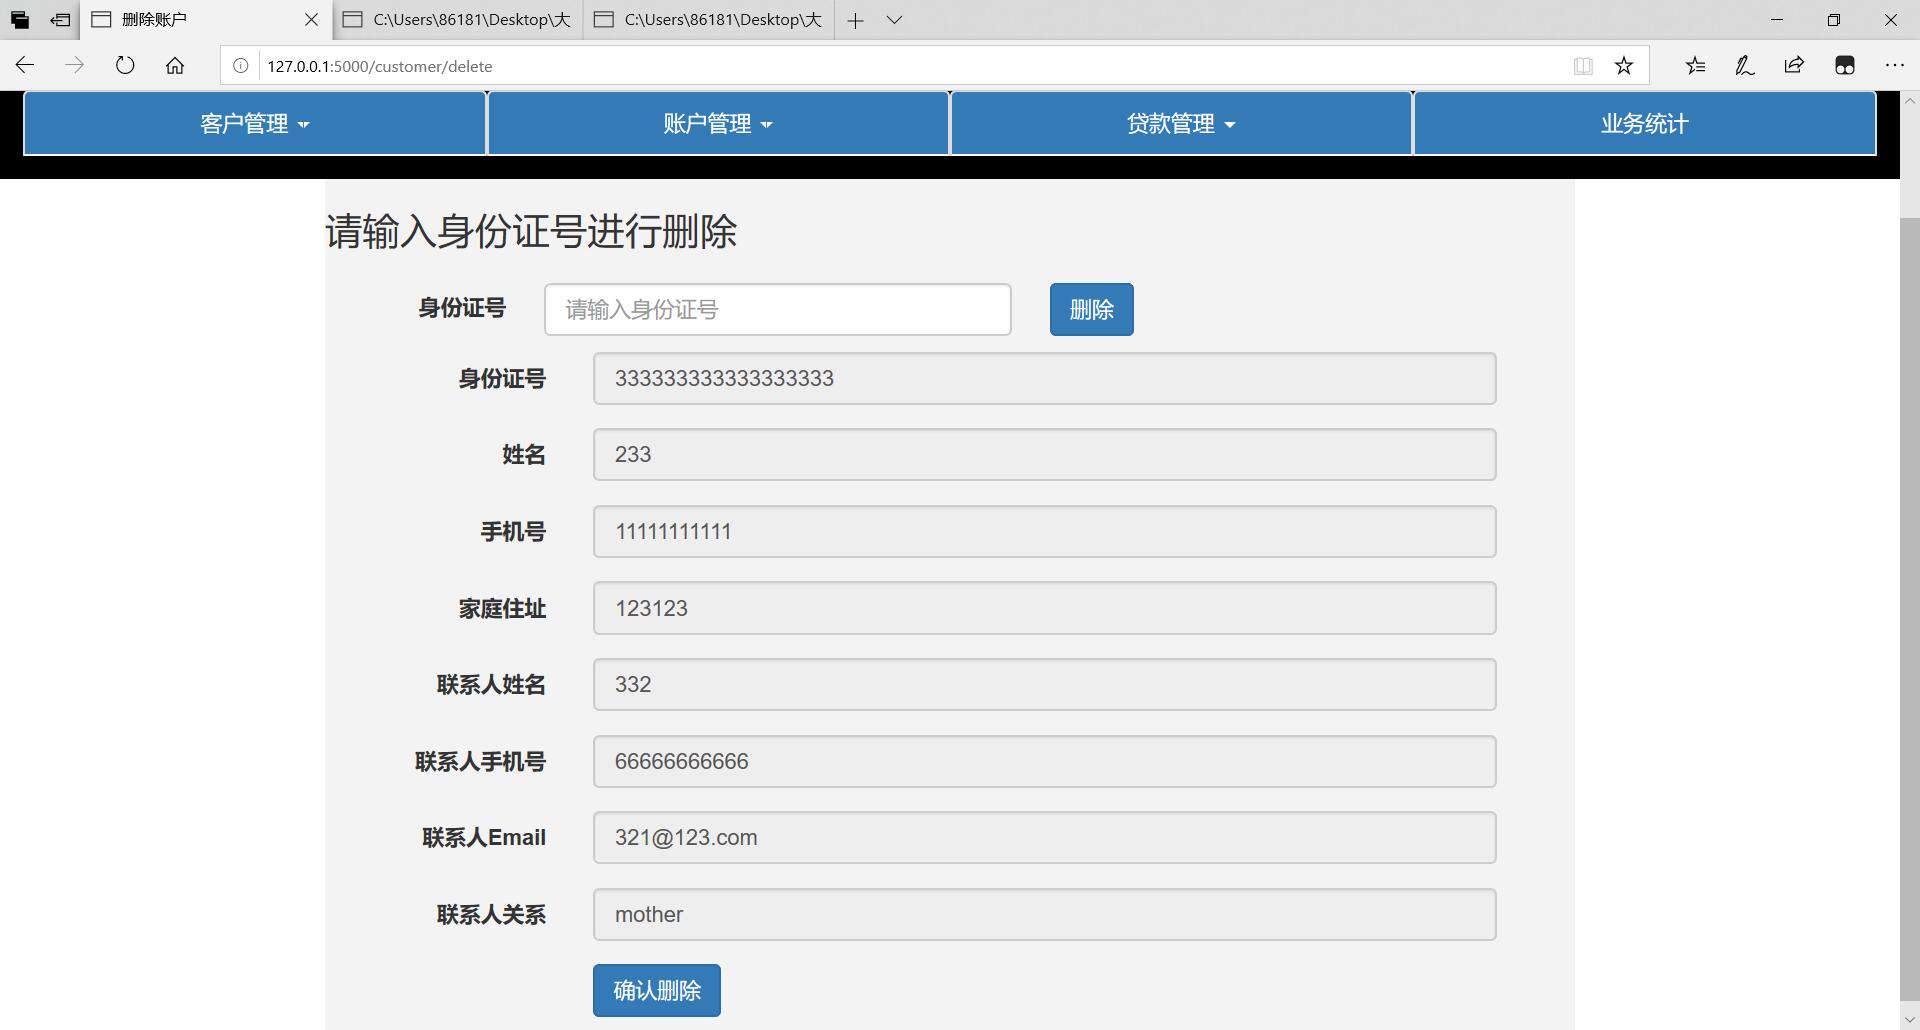 删除账户
C:\Users\86181\Desktop\大
C:\Users\86181\Desktop\大
127.0.0.1:5000/customer/delete
客户管理
账户管理
贷款管理
业务统计
请输入身份证号进行删除
身份证号
请输入身份证号
删除
身份证号
333333333333333333
姓名
233
手机号
11111111111
家庭住址
123123
联系人姓名
332
联系人手机号
66666666666
联系人Email
321@123.com
联系人关系
mother
确认删除